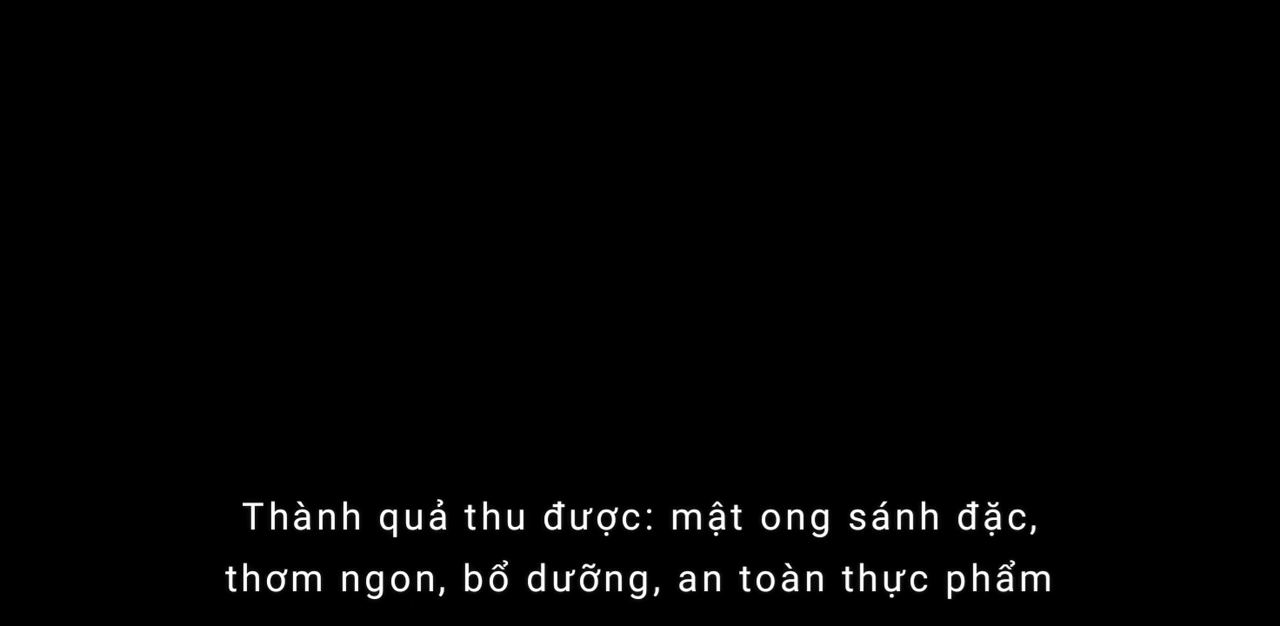 Thành quả thu được: mật ong sánh đặc,
thơm ngon, bổ dưỡng, an toàn thực phẩm